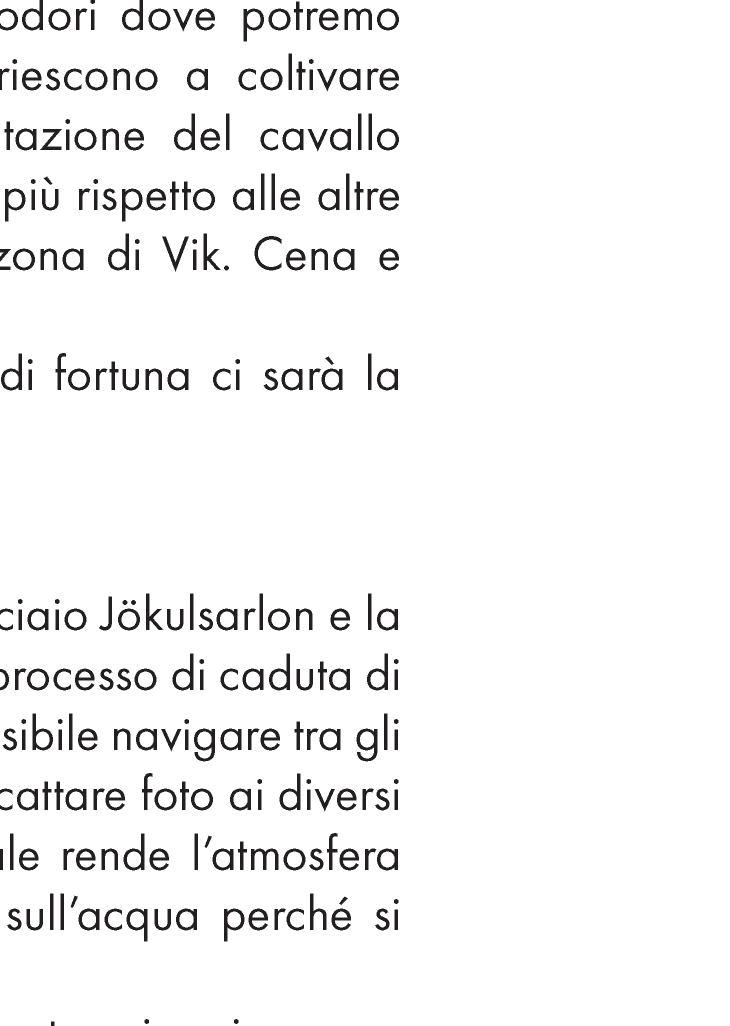 odori dove potremo
riescono a coltivare
tazione del cavallo
più rispetto alle altre
zona di Vik. Cena e
di fortuna ci sarà la
ciaio Jökulsarlon e la
processo di caduta di
sibile navigare tra gli
cattare foto ai diversi
ale rende l’atmosfera
sull’acqua perché si